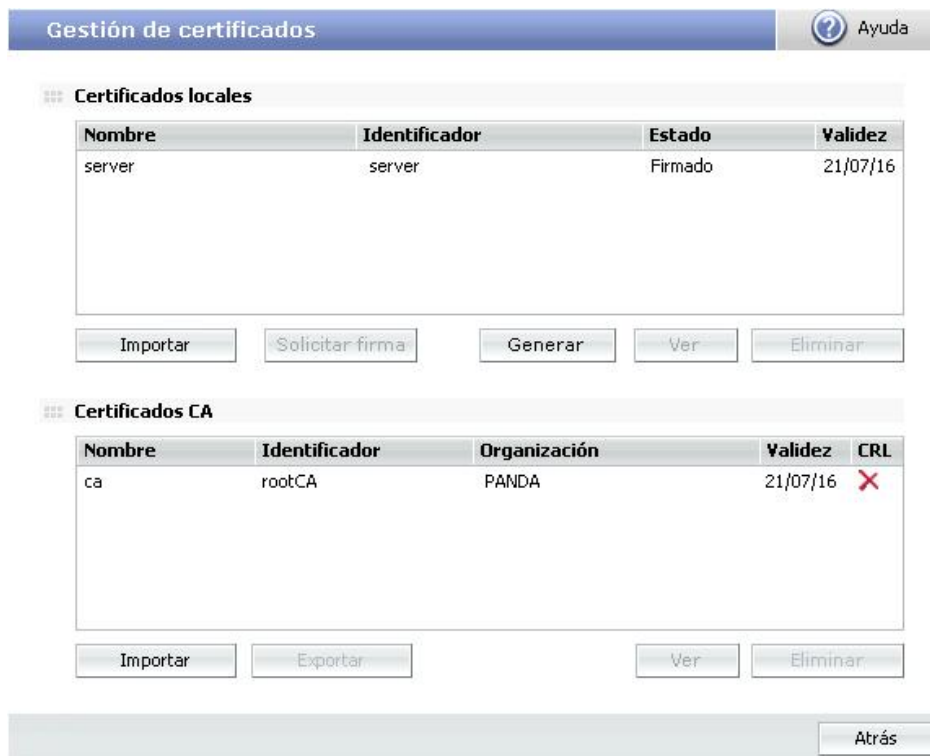 Gestión de certificados Ayuda
Certificados locales
Nombre Identificador Estado Validez
server server Firmado 21/07/16
Importar Solicitar firma Generar Ver Eliminar
Certificados CA
Nombre Identificador Organización Validez CRL
ca rootCA PANDA 21/07/16
Importar Exportar Ver Eliminar
Atrás